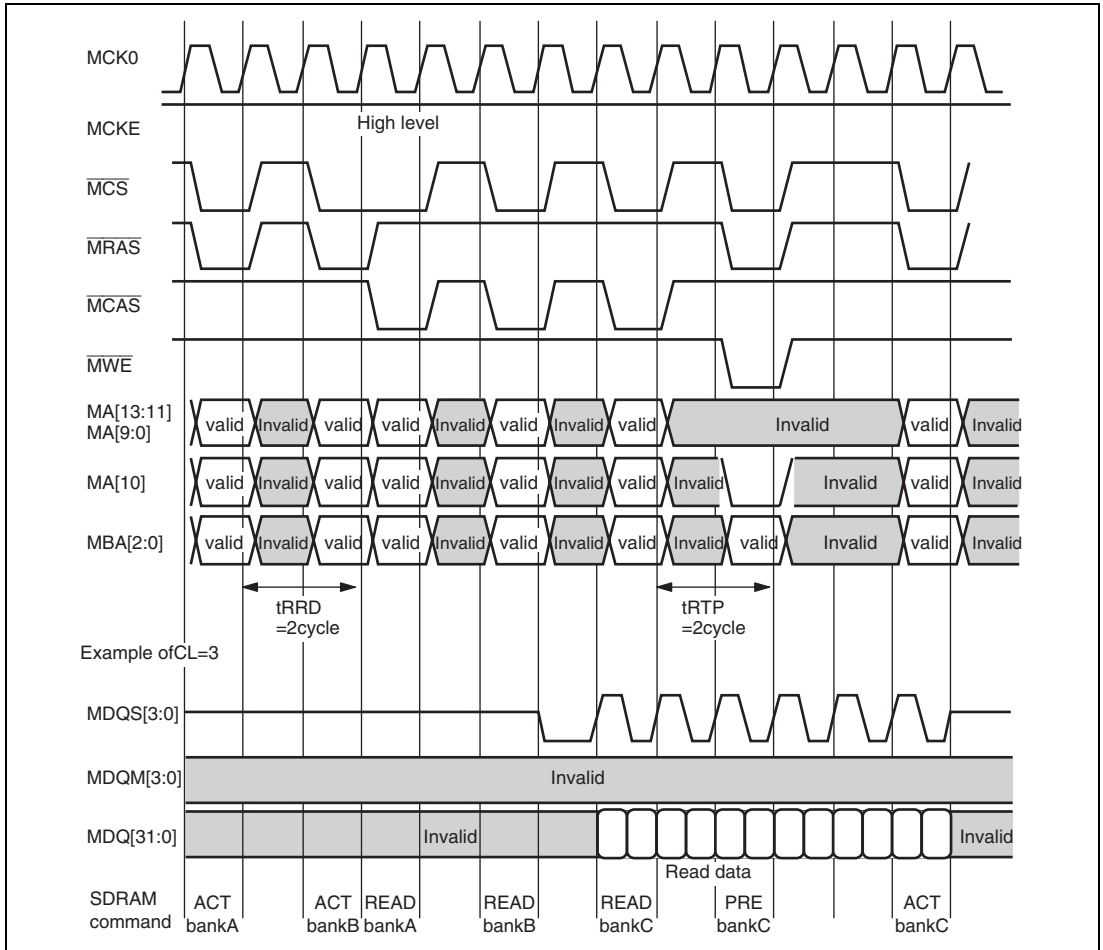 MCK0
MCKE
High level
MCS
MRAS
MCAS
MWE
MA[13:11]
MA[9:0]
valid Invalid valid valid Invalid valid Invalid valid Invalid valid Invalid
MA[10]
valid Invalid valid valid Invalid valid Invalid valid Invalid Invalid valid Invalid
MBA[2:0]
valid Invalid valid valid Invalid valid Invalid valid Invalid valid Invalid valid Invalid
tRRD
=2cycle
tRTP
=2cycle
Example ofCL=3
MDQS[3:0]
MDQM[3:0]
Invalid
MDQ[31:0]
Invalid
Invalid
Read data
SDRAM
command
ACT
bankA
ACT
bankB
READ
bankA
READ
bankB
READ
bankC
PRE
bankC
ACT
bankC